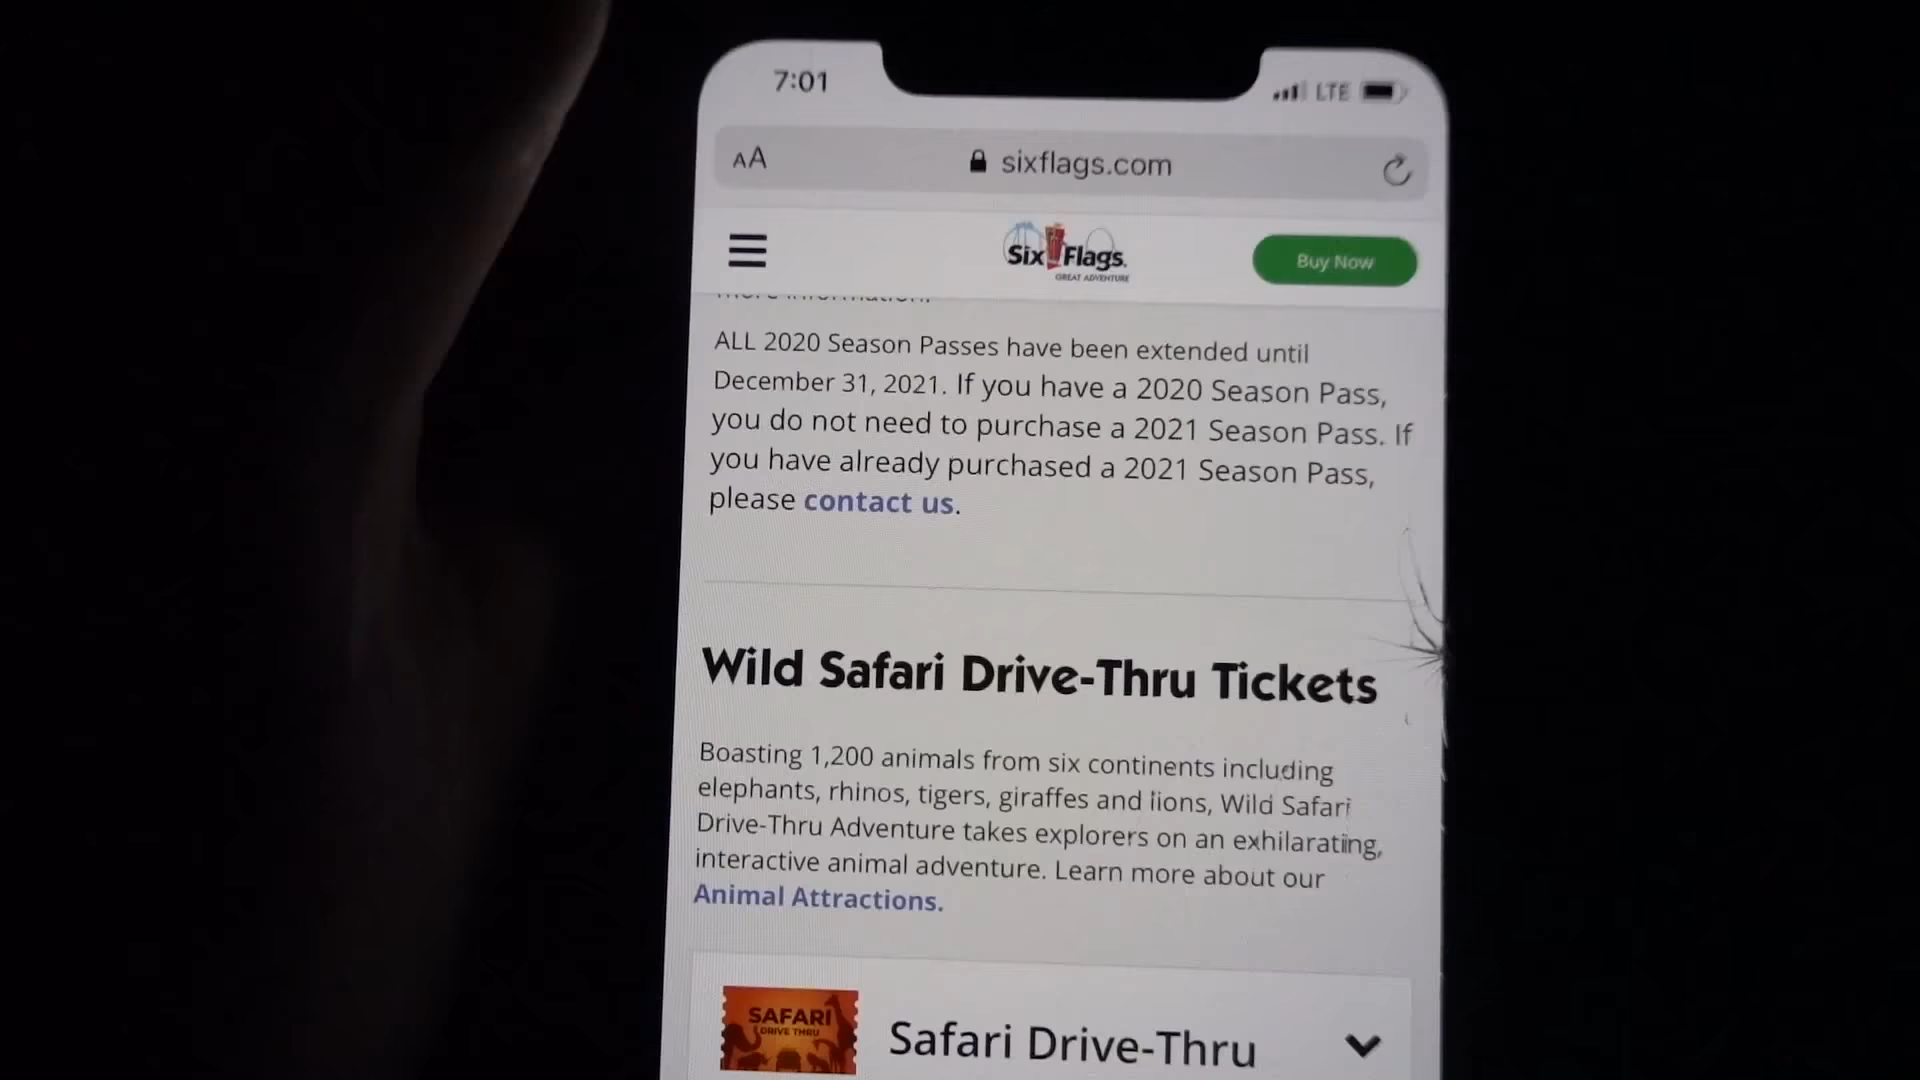 7:01
LTE
AA
sixflags.com
Six Flags
GREAT ADVENTURE
Buy Now
more information.
ALL 2020 Season Passes have been extended until
December 31, 2021. If you have a 2020 Season Pass,
you do not need to purchase a 2021 Season Pass. If
you have already purchased a 2021 Season Pass,
please contact us.
Wild Safari Drive-Thru Tickets
Boasting 1,200 animals from six continents including
elephants, rhinos, tigers, giraffes and lions, Wild Safari
Drive-Thru Adventure takes explorers on an exhilarating,
interactive animal adventure. Learn more about our
Animal Attractions.
SAFARI
DRIVE THRU
Safari Drive-Thru